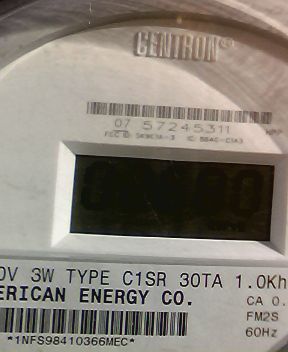 CENTRON®
07 57245311
0V 3W TYPE C1SR 30TA 1.0Kh
ERICAN ENERGY CO. CA 0.
FM2S
60Hz
*1NFS98410366MEC*